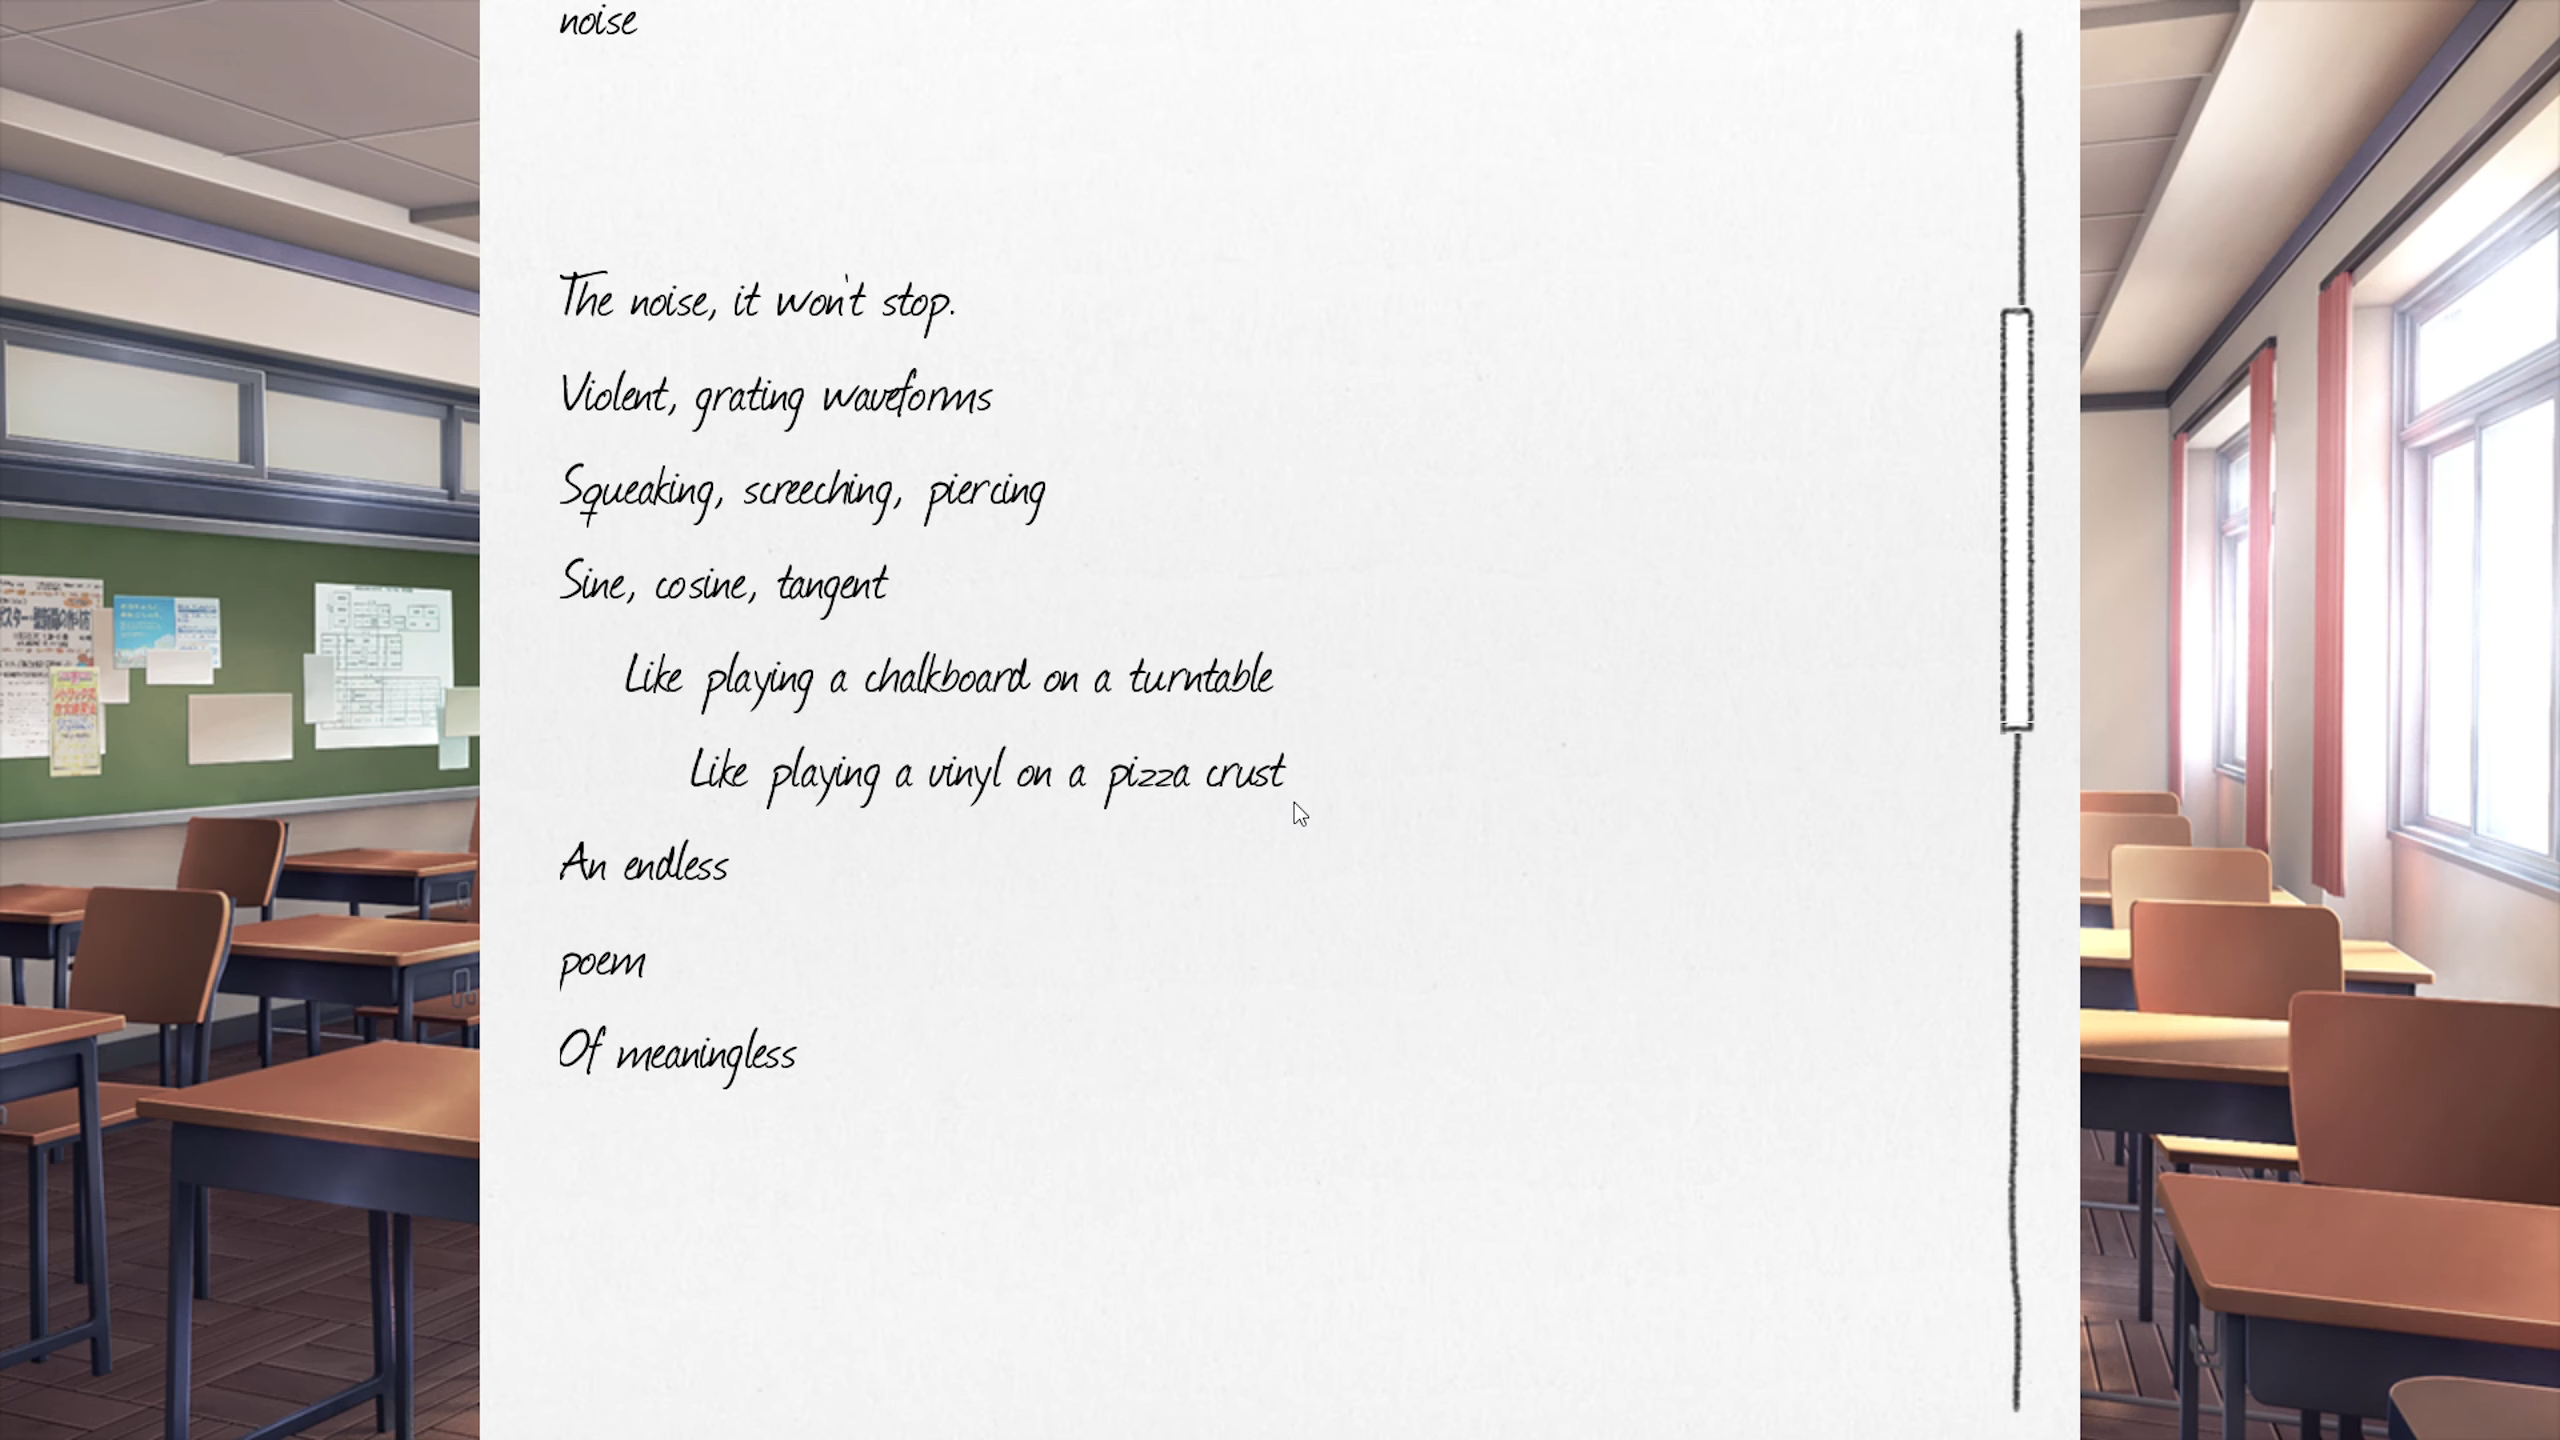 noise
The noise, it won't stop.
Violent, grating waveforms
Squeaking, screeching, piercing
Sine, cosine, tangent
Like playing a chalkboard on a turntable
Like playing a vinyl on a pizza crust
An endless
poem
Of meaningless